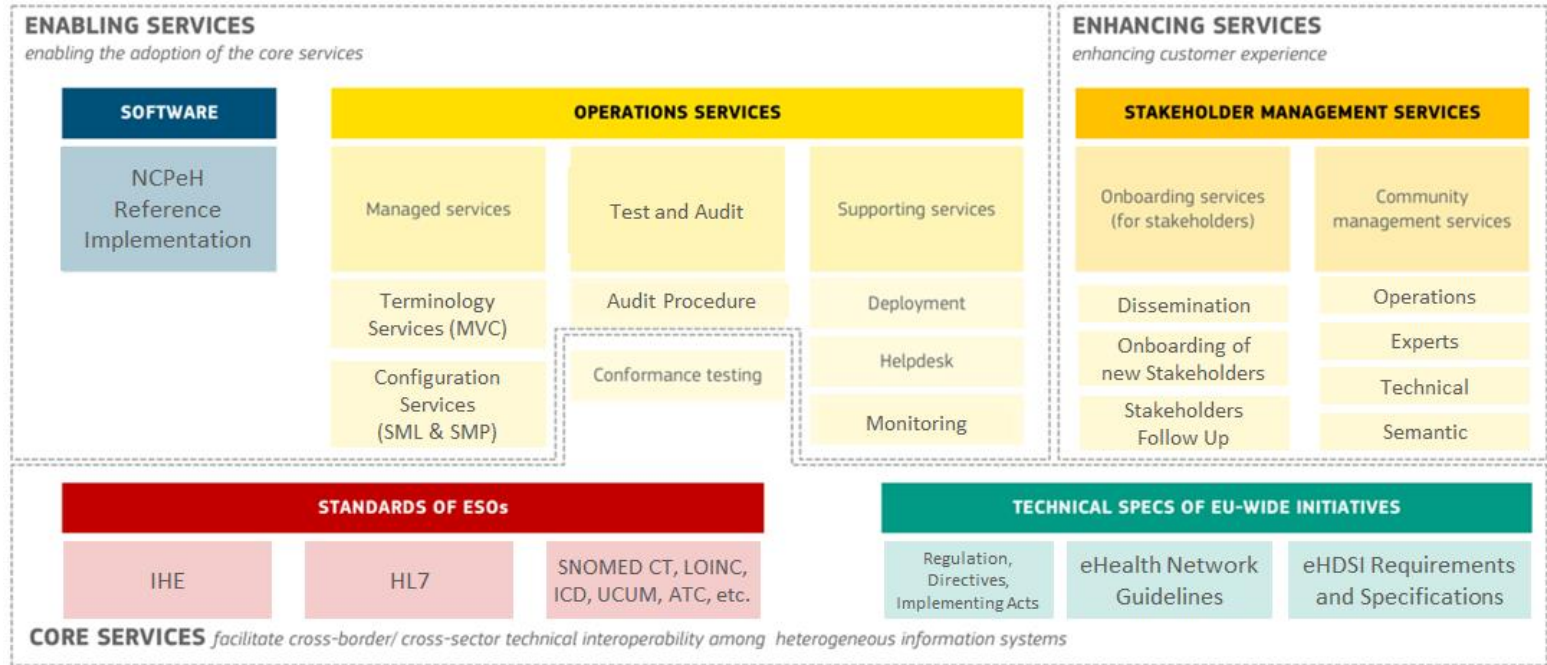 ENABLING SERVICES
enabling the adoption of the core services
SOFTWARE
NCPeH
Reference
Implementation
OPERATIONS SERVICES
Managed services
Terminology
Services (MVC)
Configuration
Services
(SML & SMP)
Test and Audit
Audit Procedure
Conformance testing
Supporting services
Deployment
Helpdesk
Monitoring
ENHANCING SERVICES
enhancing customer experience
STAKEHOLDER MANAGEMENT SERVICES
Onboarding services
(for stakeholders)
Dissemination
Onboarding of
new Stakeholders
Stakeholders
Follow Up
Community
management services
Operations
Experts
Technical
Semantic
STANDARDS OF ESOs
IHE
HL7
SNOMED CT, LOINC,
ICD, UCUM, ATC, etc.
TECHNICAL SPECS OF EU-WIDE INITIATIVES
Regulation,
Directives,
Implementing Acts
eHealth Network
Guidelines
eHDSI Requirements
and Specifications
CORE SERVICES facilitate cross-border/ cross-sector technical interoperability among heterogeneous information systems